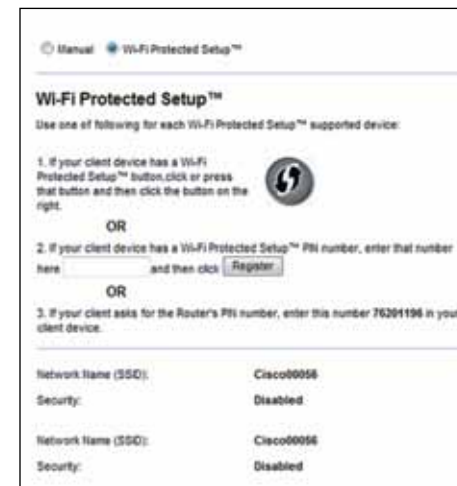 Manual Wi-Fi Protected Setup™
Wi-Fi Protected Setup™
Use one of following for each Wi-Fi Protected Setup™ supported device:
1. If your client device has a Wi-Fi
Protected Setup™ button,click or press
that button and then click the button on the
right.
OR
2. If your client device has a Wi-Fi Protected Setup™ PIN number, enter that number
here and then click Register
OR
3. If your client asks for the Router's PIN number, enter this number 76201196 in your
client device.
Network Name (SSID): Cisco00056
Security: Disabled
Network Name (SSID): Cisco00056
Security: Disabled